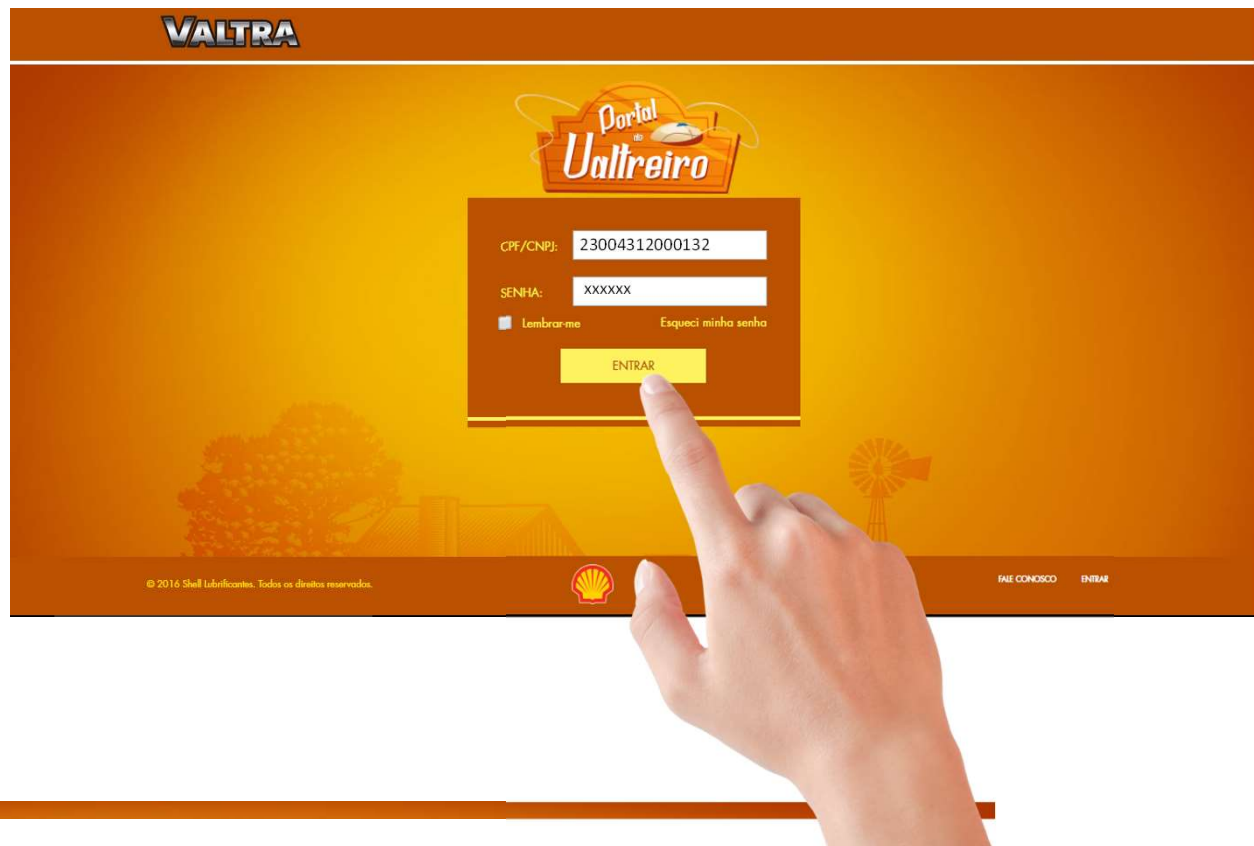 VALTRA
Portal
do
Valtreiro
CPF/CNPJ: 23004312000132
SENHA: xxxxxx
Lembrar-me Esqueci minha senha
ENTRAR
© 2016 Shell Lubrificantes. Todos os direitos reservados.
FALE CONOSCO ENTRAR